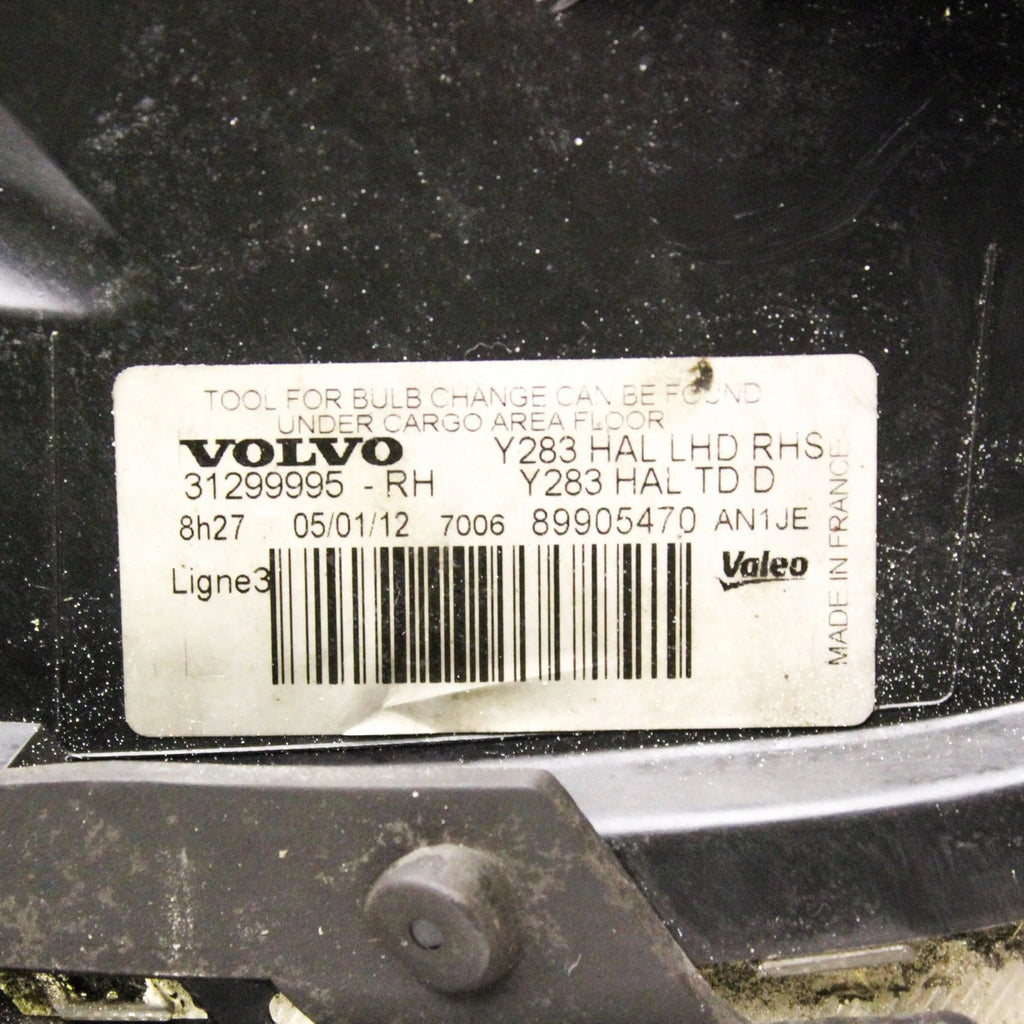 TOOL FOR BULB CHANGE CAN BE FOUND
UNDER CARGO AREA FLOOR
VOLVO Y283 HAL LHD RHS
31299995 - RH Y283 HAL TD D
8h27 05/01/12 7006 89905470 AN1JE
Ligne3 Valeo
MADE IN FRANCE